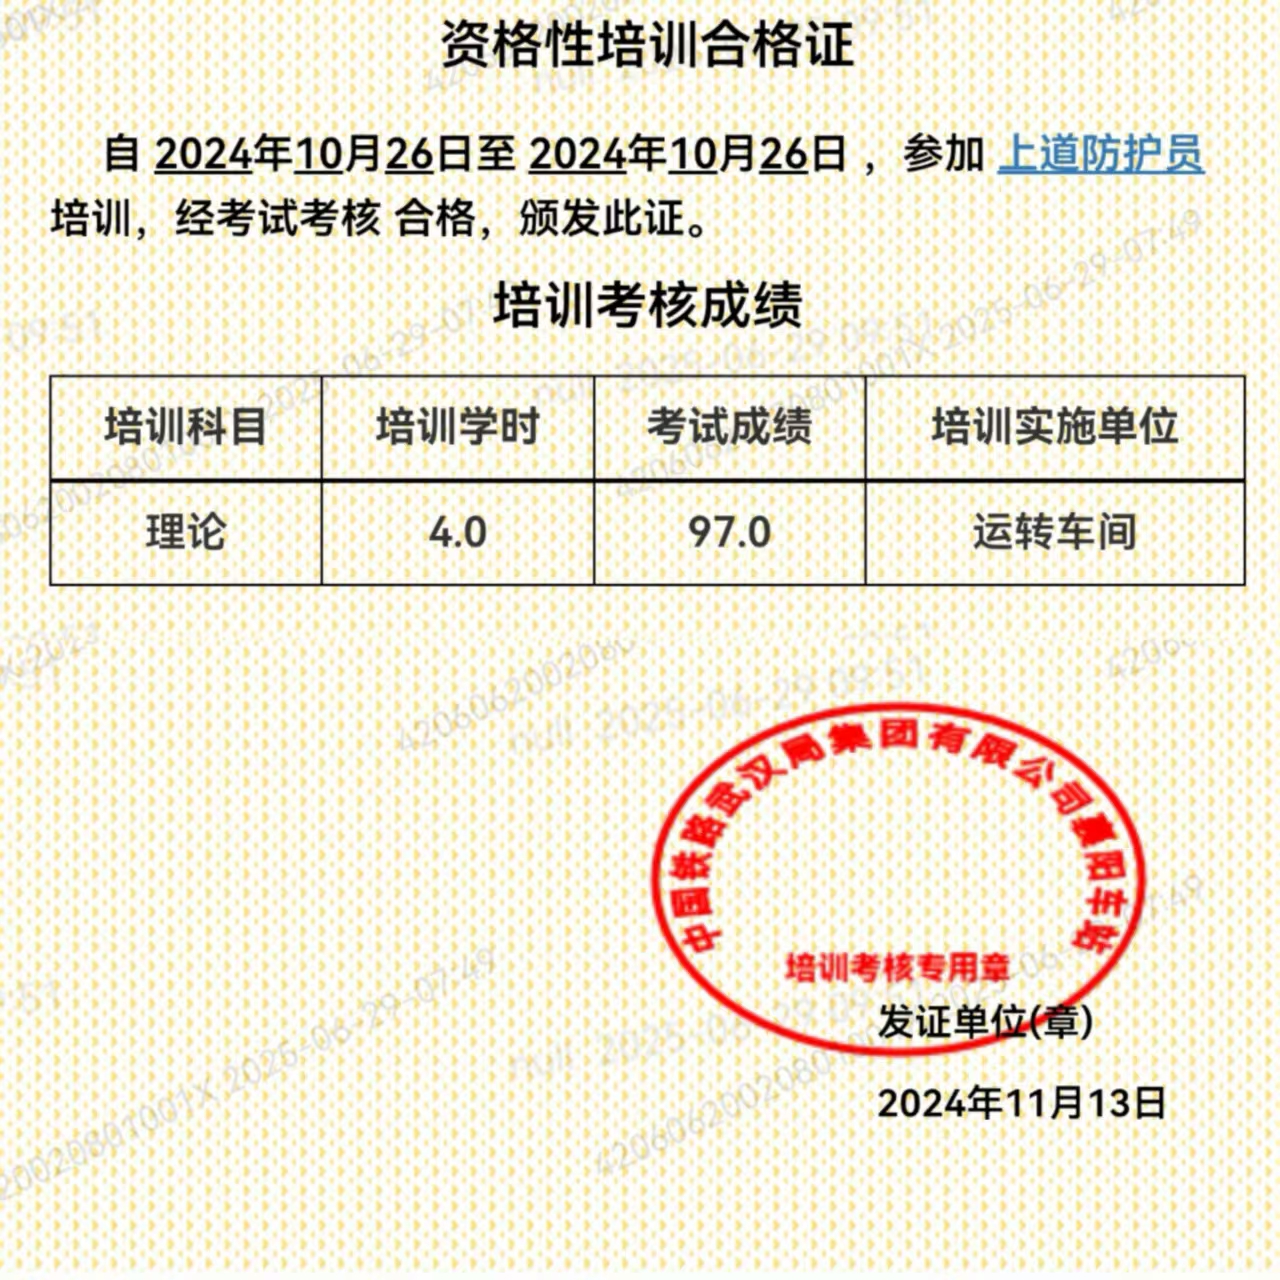 资格性培训合格证
自 2024年10月26日至 2024年10月26日 ，参加 上道防护员
培训，经考试考核 合格，颁发此证。
培训考核成绩
培训科目 培训学时 考试成绩 培训实施单位
理论 4.0 97.0 运转车间
中国铁路武汉局集团有限公司襄阳车站
培训考核专用章
发证单位(章)
2024年11月13日